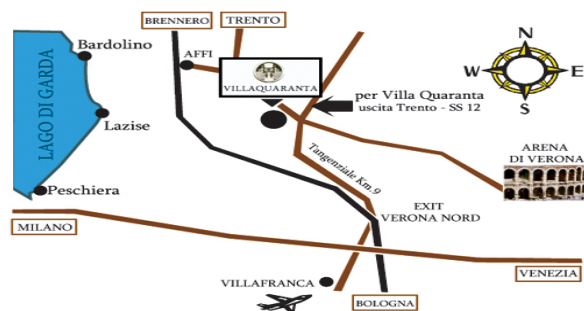 BRENNERO
TRENTO
Bardolino
AFFI
VILLAQUARANTA
per Villa Quaranta
uscita Trento - SS 12
N
W
E
S
LAGO DI GARDA
Lazise
Tangenziale Km.9
ARENA
DI VERONA
Peschiera
EXIT
VERONA NORD
MILANO
VENEZIA
VILLAFRANCA
BOLOGNA